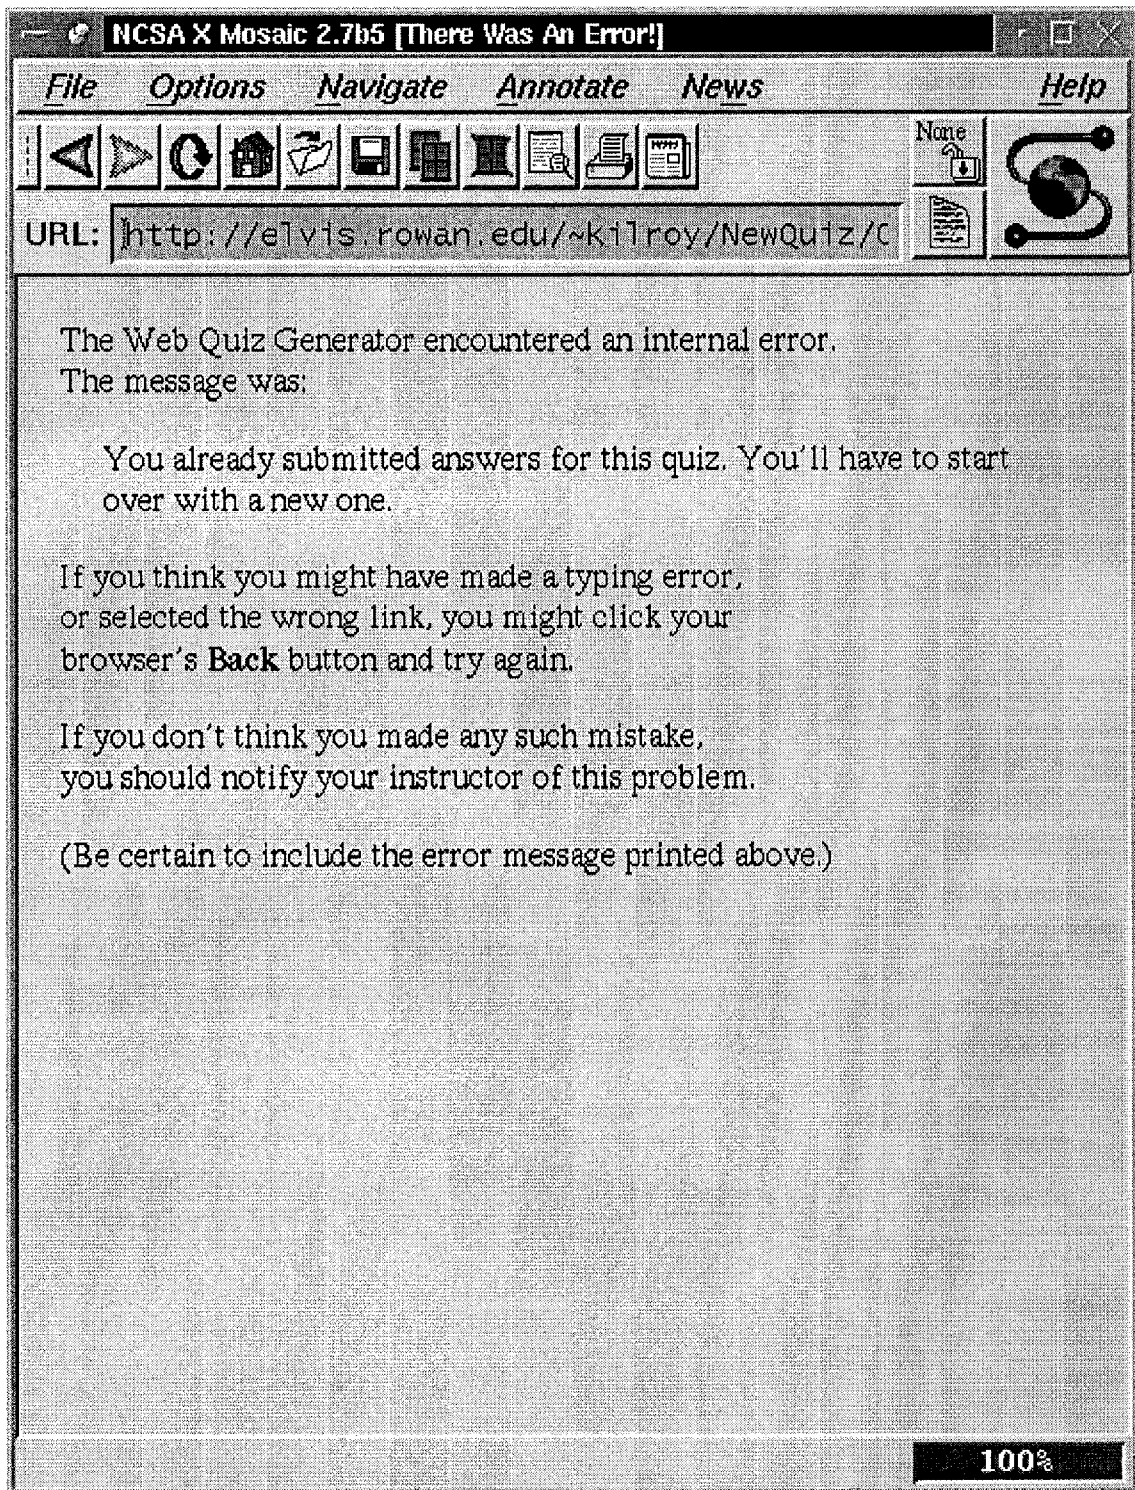 NCSA X Mosaic 2.7b5 [There Was An Error!]
File Options Navigate Annotate News Help
None
URL: http://elvis.rowan.edu/~kilroy/NewQuiz/C
The Web Quiz Generator encountered an internal error.
The message was:
You already submitted answers for this quiz. You'll have to start
over with a new one.
If you think you might have made a typing error,
or selected the wrong link, you might click your
browser's Back button and try again.
If you don't think you made any such mistake,
you should notify your instructor of this problem.
(Be certain to include the error message printed above.)
100%